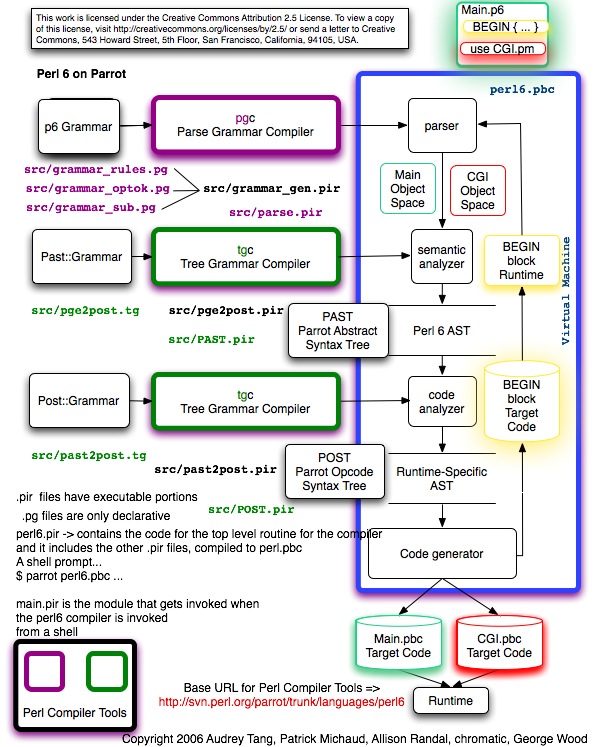 This work is licensed under the Creative Commons Attribution 2.5 License. To view a copy
of this license, visit http://creativecommons.org/licenses/by/2.5/ or send a letter to Creative
Commons, 543 Howard Street, 5th Floor, San Francisco, California, 94105, USA.
Main.p6
BEGIN { ... }
use CGI.pm
Perl 6 on Parrot
perl6.pbc
p6 Grammar
pgc
Parse Grammar Compiler
parser
src/grammar_rules.pg
src/grammar_optok.pg
src/grammar_sub.pg
src/grammar_gen.pir
src/parse.pir
Main
Object
Space
CGI
Object
Space
Past::Grammar
tgc
Tree Grammar Compiler
semantic
analyzer
BEGIN
block
Runtime
Virtual Machine
src/pge2post.tg
src/pge2post.pir
src/PAST.pir
PAST
Parrot Abstract
Syntax Tree
Perl 6 AST
Post::Grammar
tgc
Tree Grammar Compiler
code
analyzer
BEGIN
block
Target
Code
src/past2post.tg
src/past2post.pir
src/POST.pir
POST
Parrot Opcode
Syntax Tree
Runtime-Specific
AST
.pir files have executable portions
.pg files are only declarative
perl6.pir -> contains the code for the top level routine for the compiler
and it includes the other .pir files, compiled to perl.pbc
A shell prompt...
$ parrot perl6.pbc ...
Code generator
main.pir is the module that gets invoked when
the perl6 compiler is invoked
from a shell
Main.pbc
Target Code
CGI.pbc
Target Code
Perl Compiler Tools
Base URL for Perl Compiler Tools =>
http://svn.perl.org/parrot/trunk/languages/perl6
Runtime
Copyright 2006 Audrey Tang, Patrick Michaud, Allison Randal, chromatic, George Wood